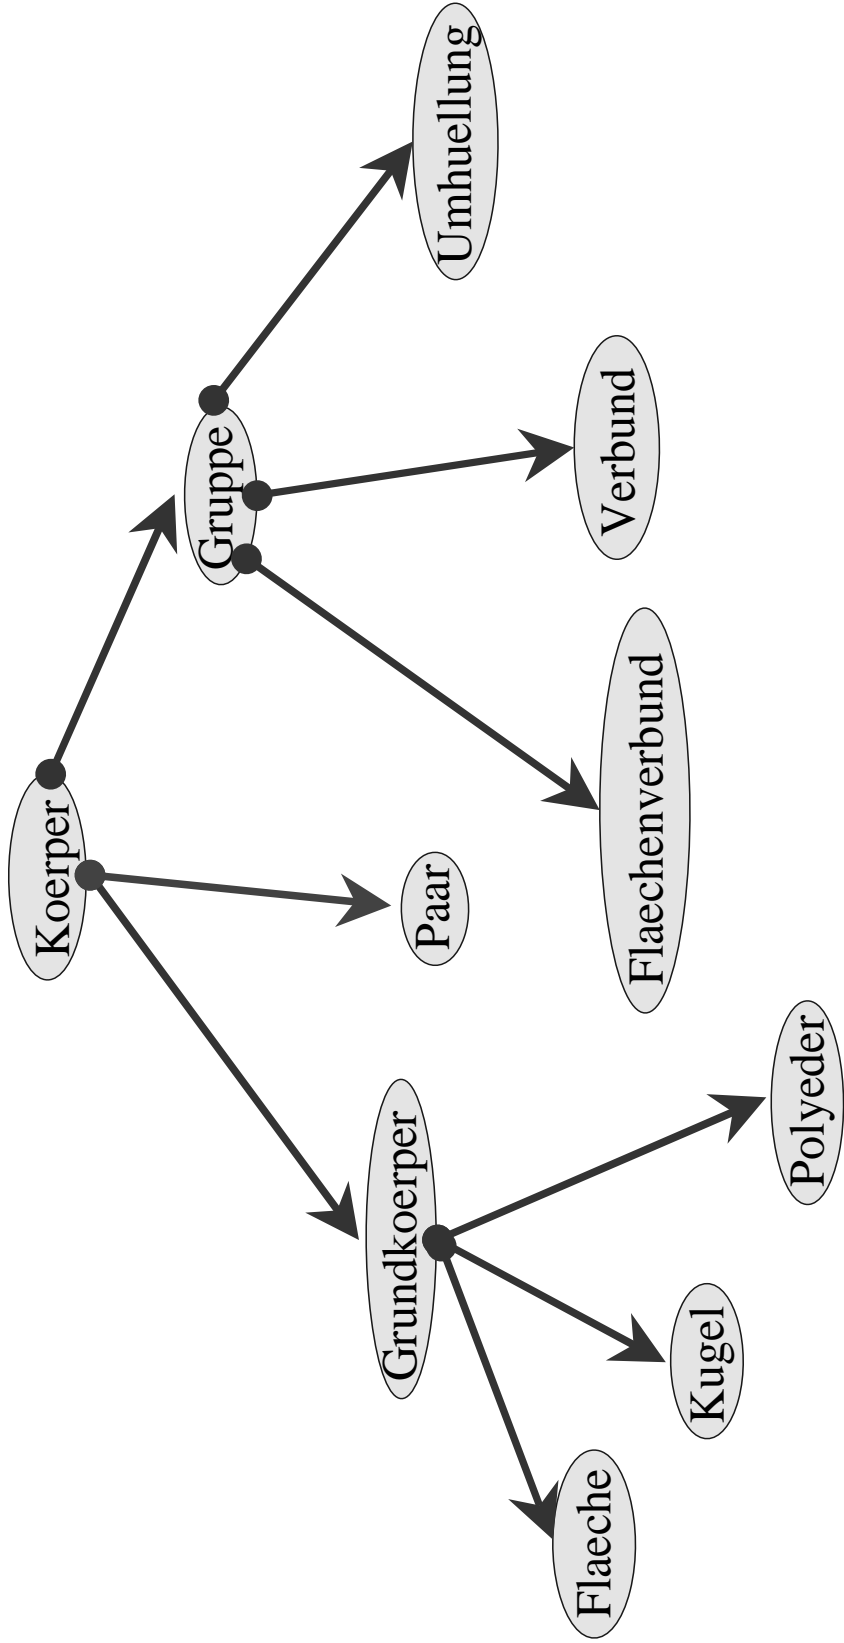 Koerper
Grundkoerper
Paar
Gruppe
Flaeche
Kugel
Polyeder
Flaechenverbund
Verbund
Umhuellung